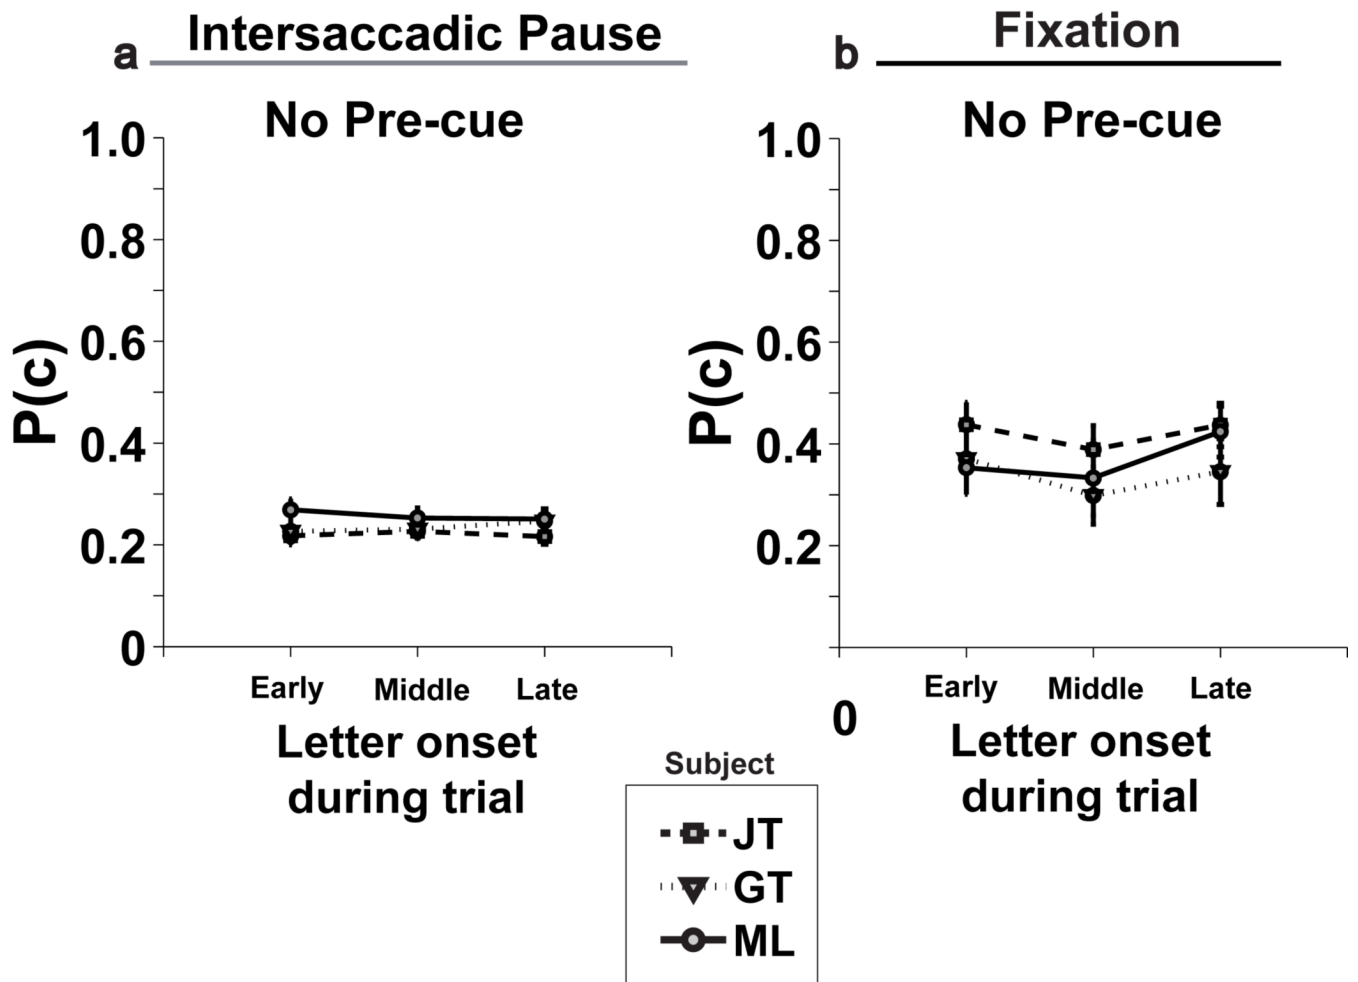 a Intersaccadic Pause
No Pre-cue
1.0
0.8
0.6
0.4
0.2
0
P(c)
Early Middle Late
Letter onset
during trial
b Fixation
No Pre-cue
1.0
0.8
0.6
0.4
0.2
0
P(c)
Early Middle Late
Letter onset
during trial
Subject
JT
GT
ML